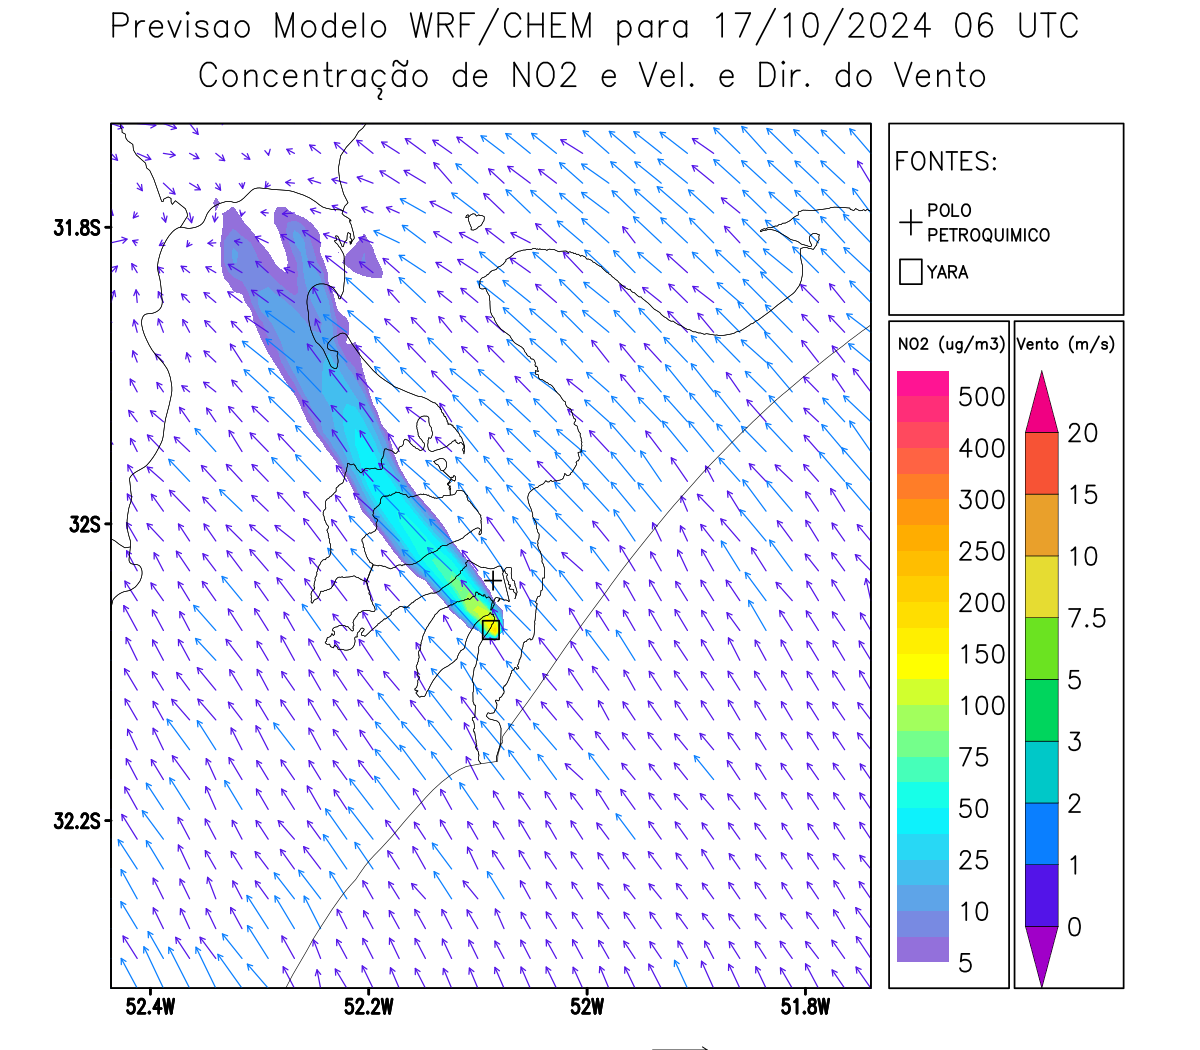 Previsao Modelo WRF/CHEM para 17/10/2024 06 UTC
Concentração de NO2 e Vel. e Dir. do Vento
FONTES:
POLO
PETROQUIMICO
YARA
NO2 (ug/m3)
500
400
300
250
200
150
100
75
50
25
10
5
Vento (m/s)
20
15
10
7.5
5
3
2
1
0
31.8S
32S
32.2S
52.4W
52.2W
52W
51.8W